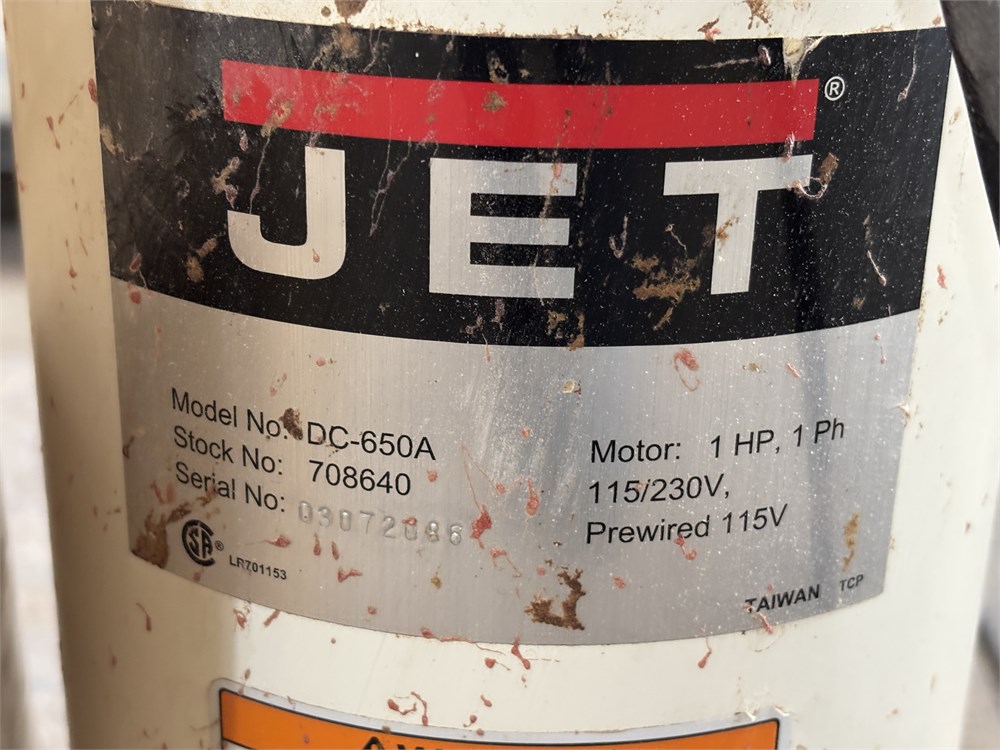 JET®
Model No: DC-650A
Stock No: 708640
Serial No:
Motor: 1 HP, 1 Ph
115/230V,
Prewired 115V
SA® LR701153
TAIWAN TCP